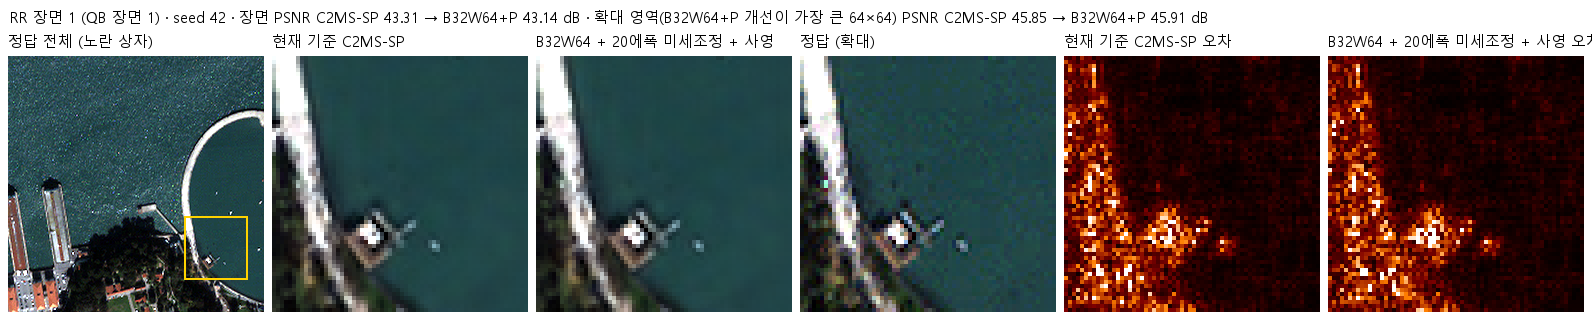 RR 장면 1 (QB 장면 1) · seed 42 · 장면 PSNR C2MS-SP 43.31 → B32W64+P 43.14 dB · 확대 영역(B32W64+P 개선이 가장 큰 64×64) PSNR C2MS-SP 45.85 → B32W64+P 45.91 dB
정답 전체 (노란 상자)
현재 기준 C2MS-SP
B32W64 + 20에폭 미세조정 + 사영
정답 (확대)
현재 기준 C2MS-SP 오차
B32W64 + 20에폭 미세조정 + 사영 오